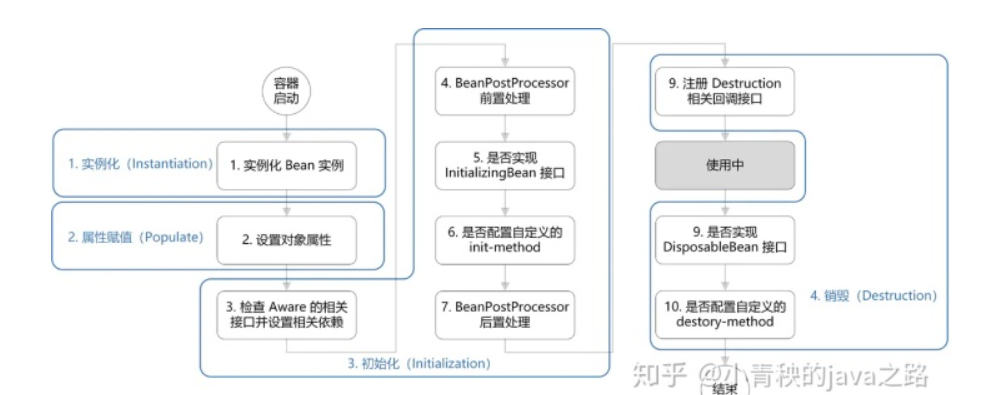 容器
启动
1. 实例化（Instantiation）
1. 实例化 Bean 实例
2. 属性赋值（Populate）
2. 设置对象属性
3. 检查 Aware 的相关
接口并设置相关依赖
3. 初始化（Initialization）
4. BeanPostProcessor
前置处理
5. 是否实现
InitializingBean 接口
6. 是否配置自定义的
init-method
7. BeanPostProcessor
后置处理
9. 注册 Destruction
相关回调接口
使用中
9. 是否实现
DisposableBean 接口
10. 是否配置自定义的
destory-method
4. 销毁（Destruction）
结束
知乎 @小青秧的java之路